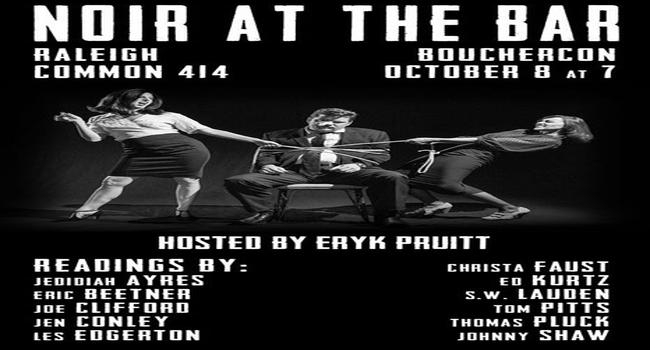 NOIR AT THE BAR
RALEIGH
COMMON 414
BOUCHERCON
OCTOBER 8 AT 7
HOSTED BY ERYK PRUITT
READINGS BY:
JEDIDIAH AYRES
ERIC BEETNER
JOE CLIFFORD
JEN CONLEY
LES EDGERTON
CHRISTA FAUST
ED KURTZ
S.W. LAUDEN
TOM PITTS
THOMAS PLUCK
JOHNNY SHAW